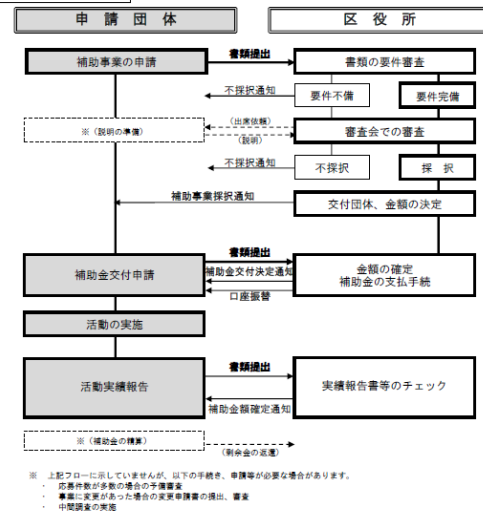 申請団体
区役所
補助事業の申請
書類提出
書類の要件審査
不採択通知
要件不備
要件完備
※(説明の準備)
(出席依頼)
(説明)
審査会での審査
不採択通知
不採択
採択
補助事業採択通知
交付団体、金額の決定
補助金交付申請
書類提出
補助金交付決定通知
口座振替
金額の確定
補助金の支払手続
活動の実施
活動実績報告
書類提出
補助金額確定通知
実績報告書等のチェック
※(補助金の精算)
(剰余金の返還)
※ 上記フローに示していませんが、以下の手続き、申請等が必要な場合があります。
・ 応募件数が多数の場合の予備審査
・ 事業に変更があった場合の変更申請書の提出、審査
・ 中間調査の実施